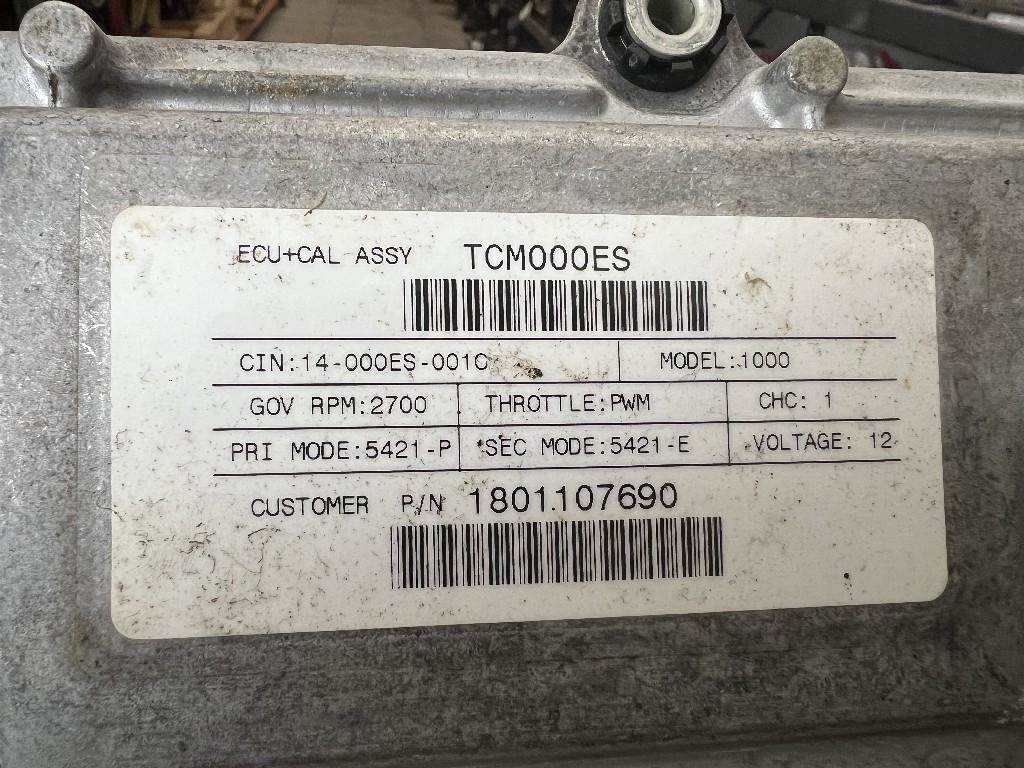 ECU+CAL ASSY TCM000ES
CIN:14-000ES-001C MODEL:1000
GOV RPM:2700 THROTTLE:PWM CHC: 1
PRI MODE:5421-P SEC MODE:5421-E VOLTAGE: 12
CUSTOMER P/N 1801107690